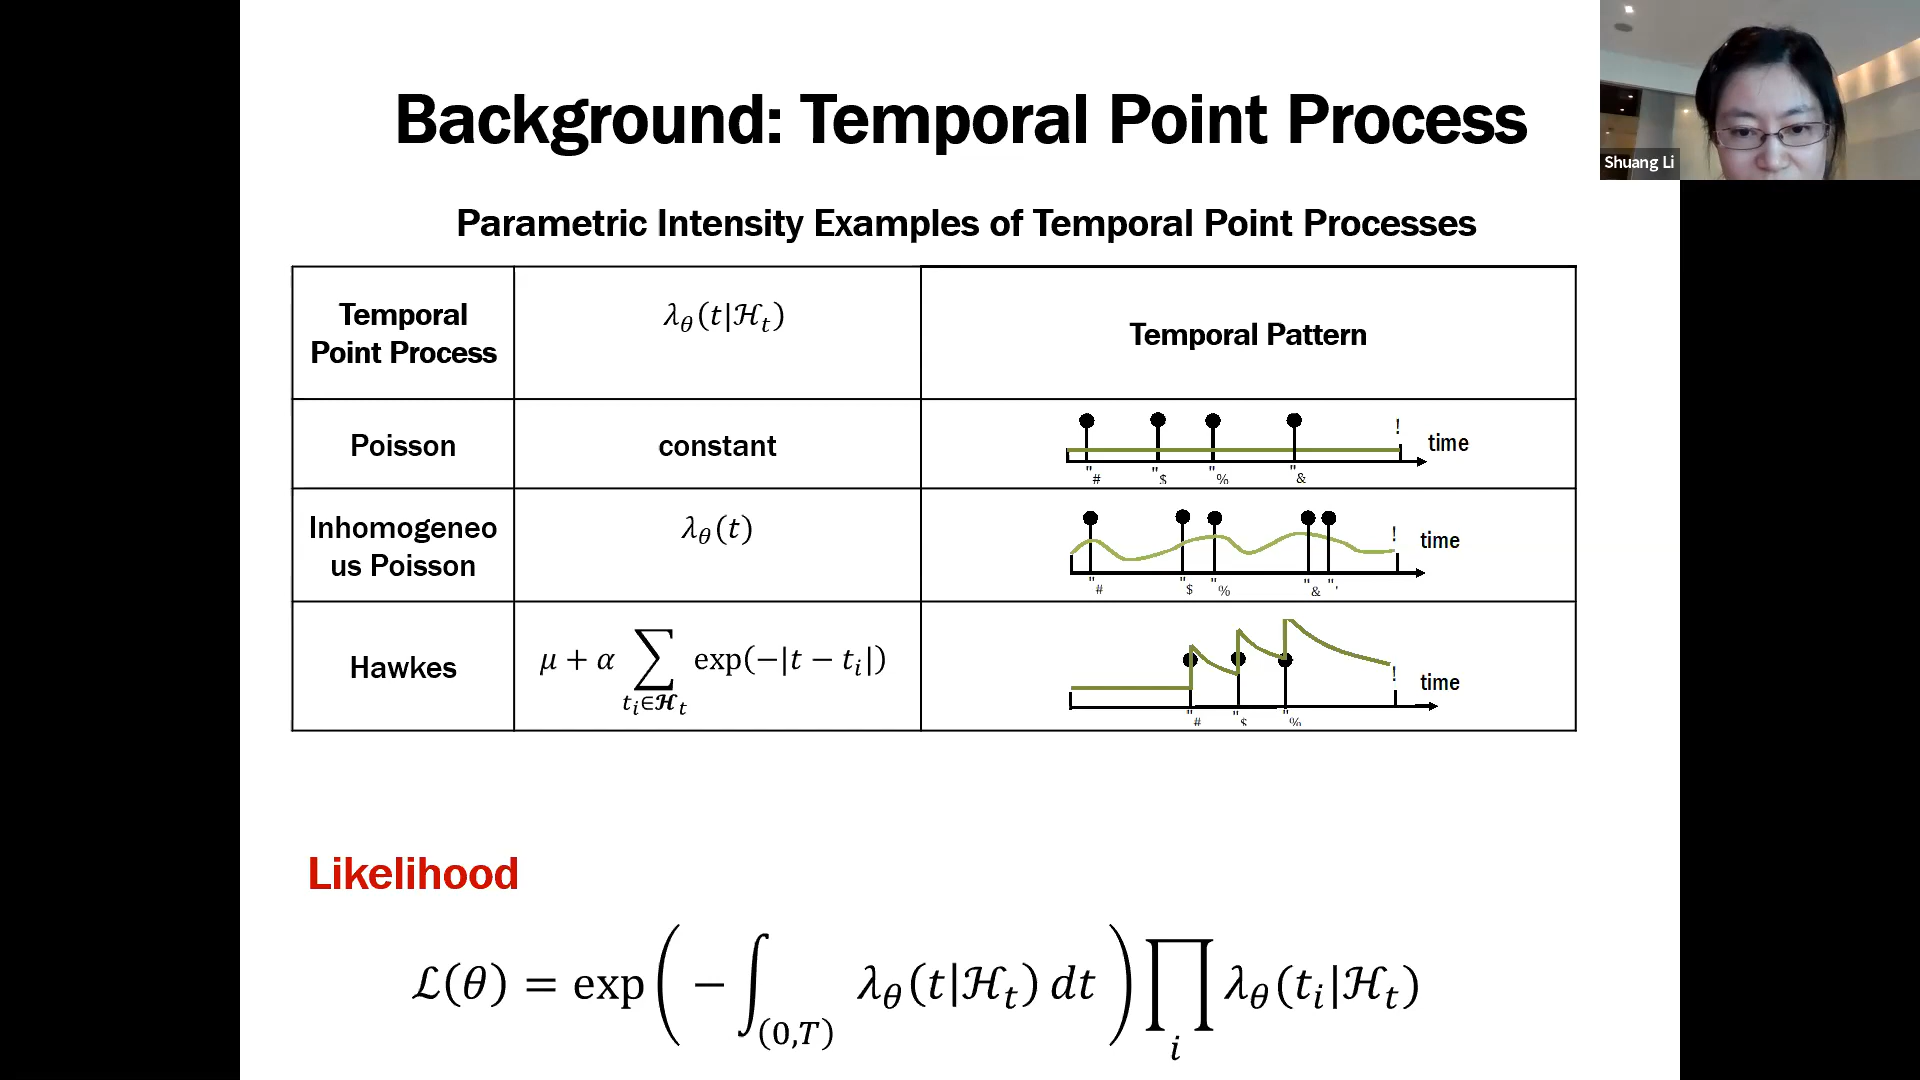 Background: Temporal Point Process
Shuang Li
Parametric Intensity Examples of Temporal Point Processes
Temporal
Point Process
λ_θ(t|ℋ_t)
Temporal Pattern
Poisson
constant
! time
"# "$ "% "&
Inhomogeneo
us Poisson
λ_θ(t)
! time
"# "$ "% "& "'
Hawkes
μ + α ∑_{t_i∈ℋ_t} exp(−|t − t_i|)
! time
"# "$ "%
Likelihood
ℒ(θ) = exp(− ∫_{(0,T)} λ_θ(t|ℋ_t) dt) ∏_i λ_θ(t_i|ℋ_t)